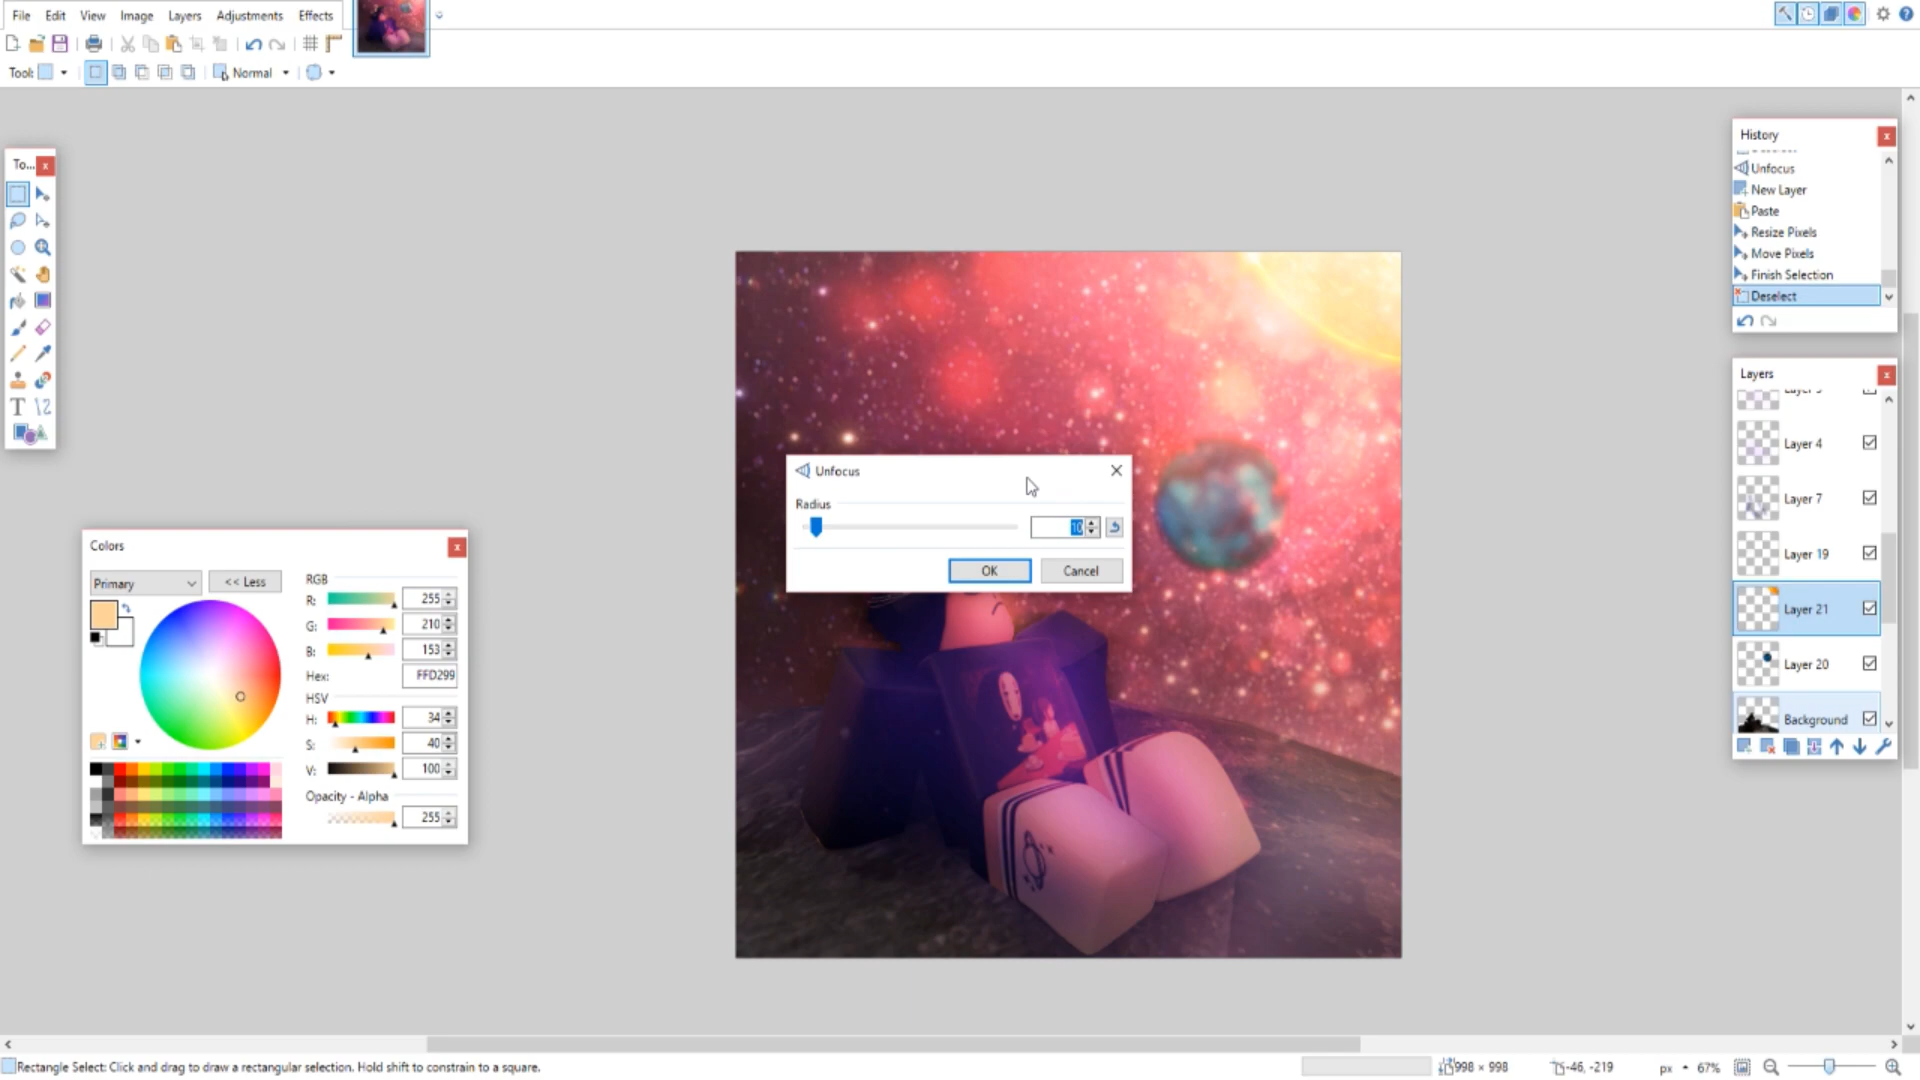 File Edit View Image Layers Adjustments Effects
Tool: Normal
To...
History
Unfocus
New Layer
Paste
Resize Pixels
Move Pixels
Finish Selection
Deselect
Unfocus
Radius
10
OK Cancel
Colors
Primary << Less
RGB
R: 255
G: 210
B: 153
Hex: FFD299
HSV
H: 34
S: 40
V: 100
Opacity - Alpha
255
Layers
Layer 4
Layer 7
Layer 19
Layer 21
Layer 20
Background
Rectangle Select: Click and drag to draw a rectangular selection. Hold shift to constrain to a square.
998 × 998 -46, -219 px 67%